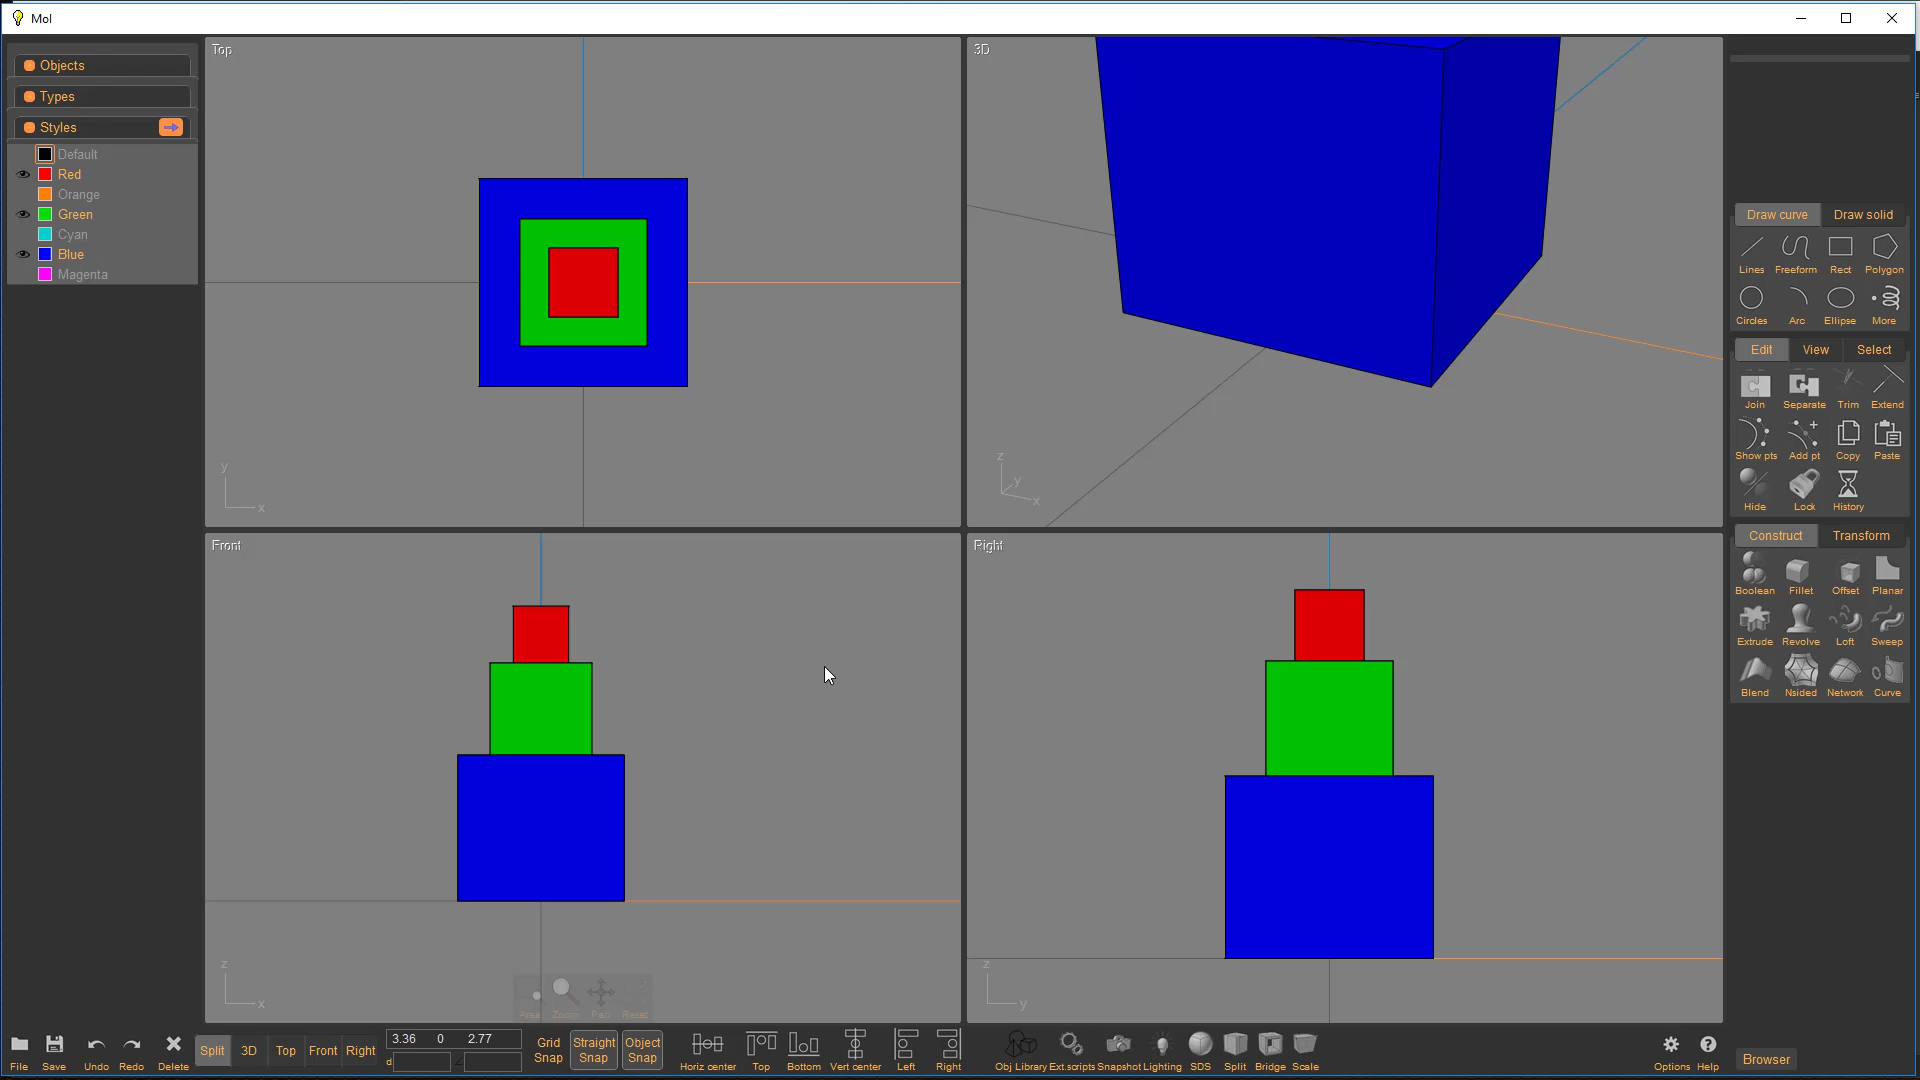 MoI
Objects
Types
Styles
Default
Red
Orange
Green
Cyan
Blue
Magenta
Top
y
x
3D
z
y
x
Front
z
x
Right
z
y
Area Zoom Pan Reset
Draw curve Draw solid
Lines Freeform Rect Polygon
Circles Arc Ellipse More
Edit View Select
Join Separate Trim Extend
Show pts Add pt Copy Paste
Hide Lock History
Construct Transform
Boolean Fillet Offset Planar
Extrude Revolve Loft Sweep
Blend Nsided Network Curve
File Save Undo Redo Delete
Split 3D Top Front Right
3.36 0 2.77
d
Grid Snap
Straight Snap
Object Snap
Horiz center Top Bottom Vert center Left Right
Obj Library Ext.scripts Snapshot Lighting SDS Split Bridge Scale
Options Help
Browser